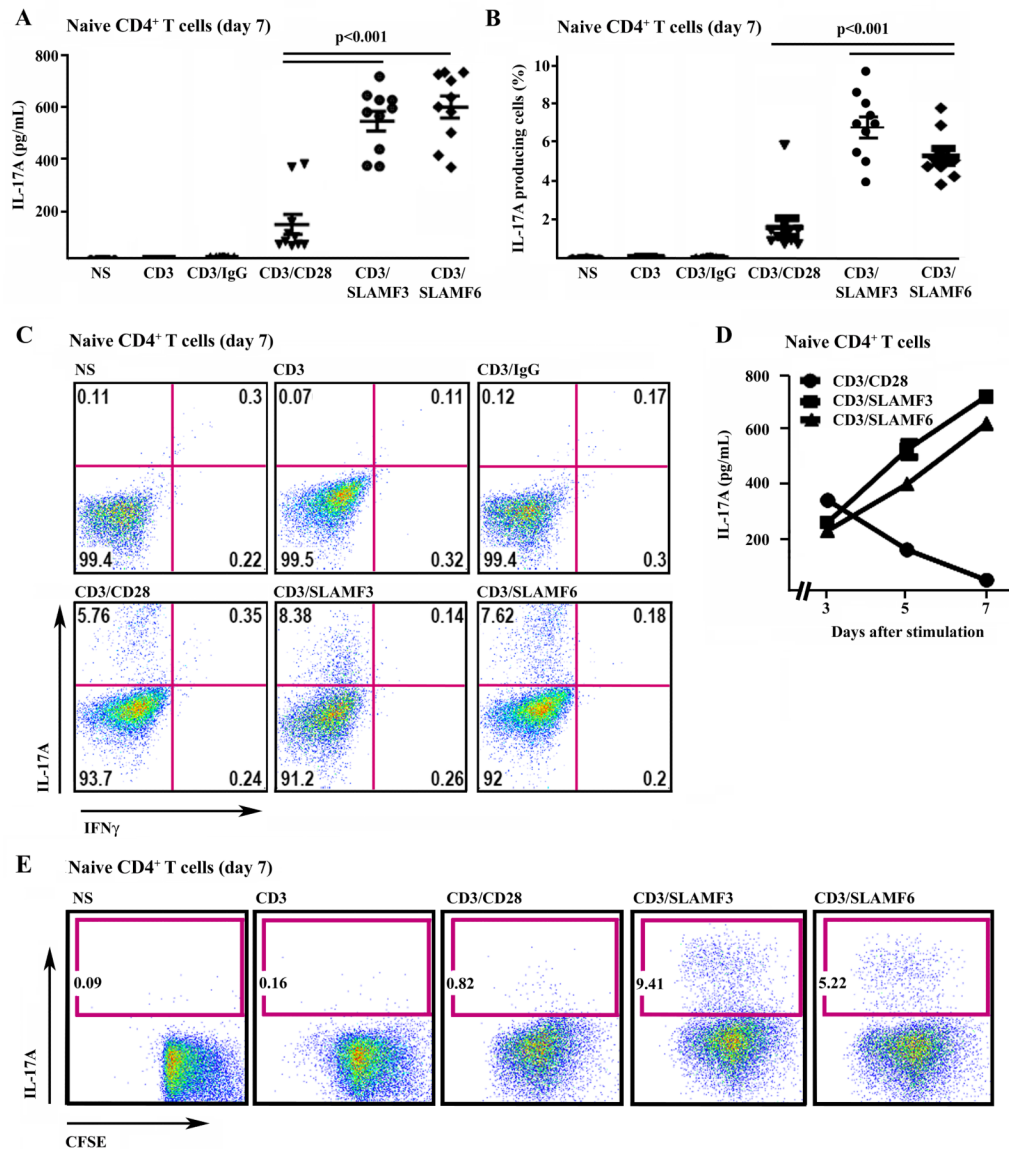 A
Naive CD4+ T cells (day 7)
p<0.001
IL-17A (pg/mL)
800
600
400
200
NS
CD3
CD3/IgG
CD3/CD28
CD3/
SLAMF3
CD3/
SLAMF6
B
Naive CD4+ T cells (day 7)
p<0.001
IL-17A producing cells (%)
10
8
6
4
2
NS
CD3
CD3/IgG
CD3/CD28
CD3/
SLAMF3
CD3/
SLAMF6
C
Naive CD4+ T cells (day 7)
NS
0.11 0.3
99.4 0.22
CD3
0.07 0.11
99.5 0.32
CD3/IgG
0.12 0.17
99.4 0.3
CD3/CD28
5.76 0.35
93.7 0.24
CD3/SLAMF3
8.38 0.14
91.2 0.26
CD3/SLAMF6
7.62 0.18
92 0.2
IL-17A
IFNγ
D
Naive CD4+ T cells
CD3/CD28
CD3/SLAMF3
CD3/SLAMF6
IL-17A (pg/mL)
800
600
400
200
3 5 7
Days after stimulation
E
Naive CD4+ T cells (day 7)
NS
0.09
CD3
0.16
CD3/CD28
0.82
CD3/SLAMF3
9.41
CD3/SLAMF6
5.22
IL-17A
CFSE